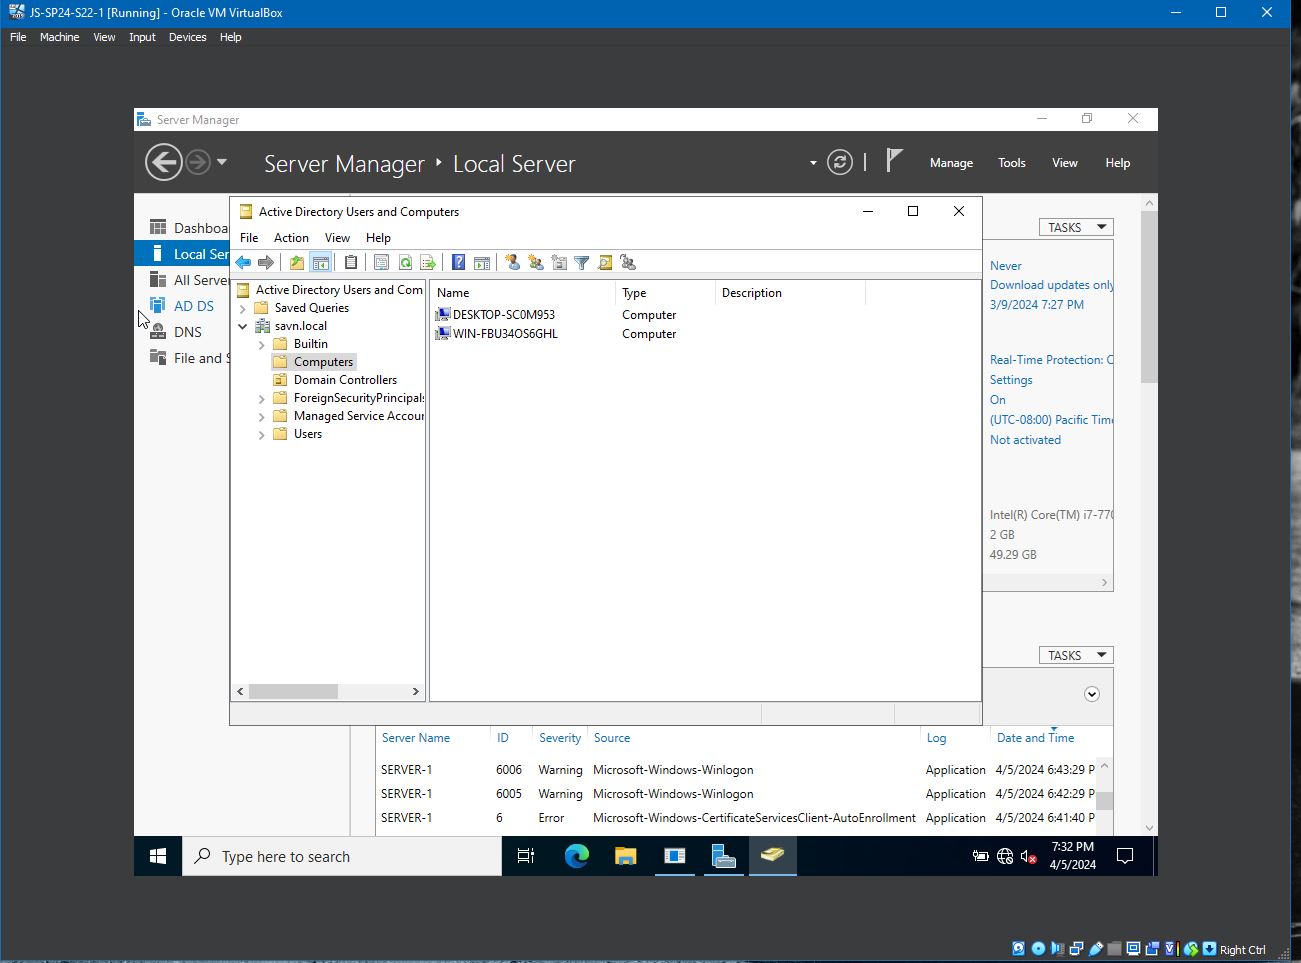 JS-SP24-S22-1 [Running] - Oracle VM VirtualBox
File Machine View Input Devices Help
Server Manager
Server Manager Local Server
Manage Tools View Help
Active Directory Users and Computers
File Action View Help
Dashboa
Local Ser
All Server
AD DS
DNS
File and S
Active Directory Users and Com
Saved Queries
savn.local
Builtin
Computers
Domain Controllers
ForeignSecurityPrincipals
Managed Service Accour
Users
Name Type Description
DESKTOP-SC0M953 Computer
WIN-FBU34OS6GHL Computer
TASKS
Never
Download updates only
3/9/2024 7:27 PM
Real-Time Protection: C
Settings
On
(UTC-08:00) Pacific Time
Not activated
Intel(R) Core(TM) i7-770
2 GB
49.29 GB
TASKS
Server Name ID Severity Source Log Date and Time
SERVER-1 6006 Warning Microsoft-Windows-Winlogon Application 4/5/2024 6:43:29 P
SERVER-1 6005 Warning Microsoft-Windows-Winlogon Application 4/5/2024 6:42:29 P
SERVER-1 6 Error Microsoft-Windows-CertificateServicesClient-AutoEnrollment Application 4/5/2024 6:41:40 P
Type here to search
7:32 PM
4/5/2024
Right Ctrl